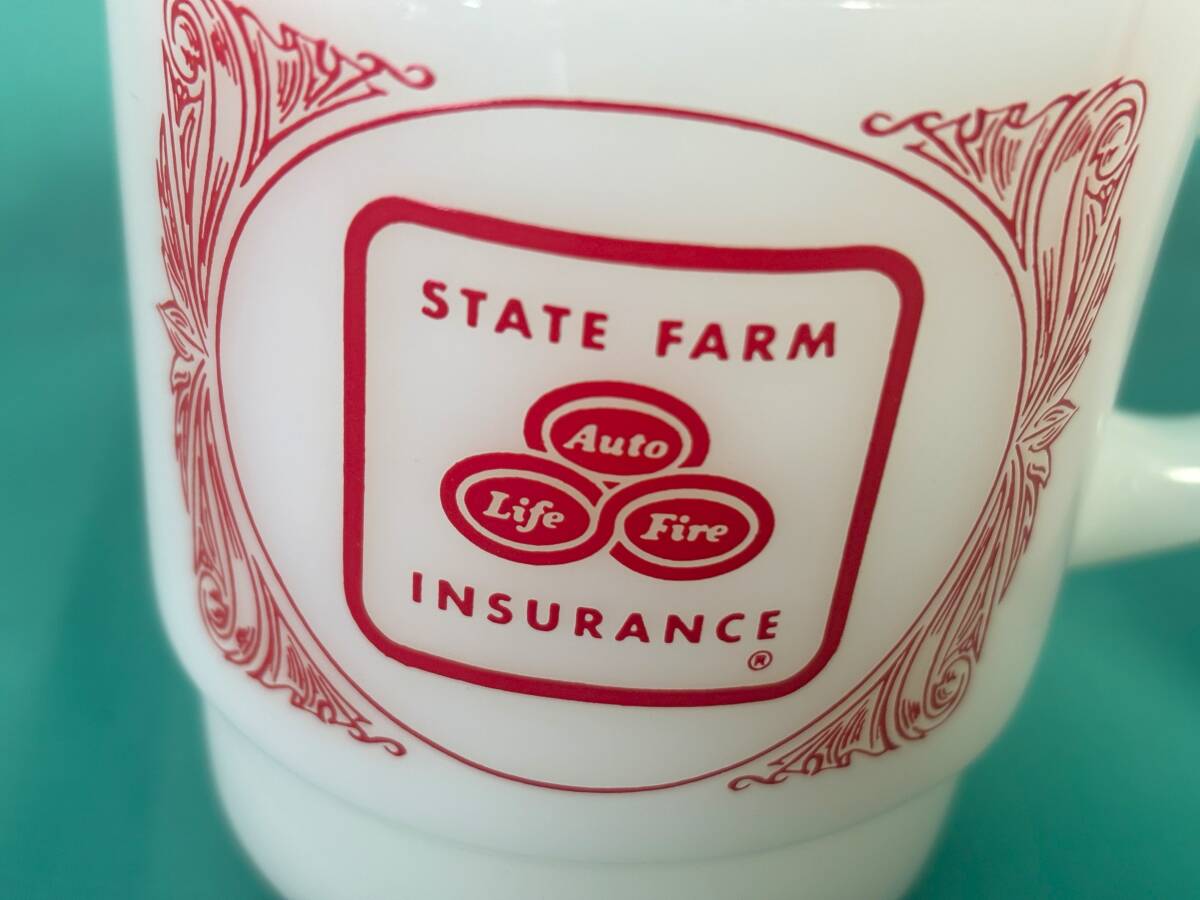 STATE FARM
Auto
Life Fire
INSURANCE
®